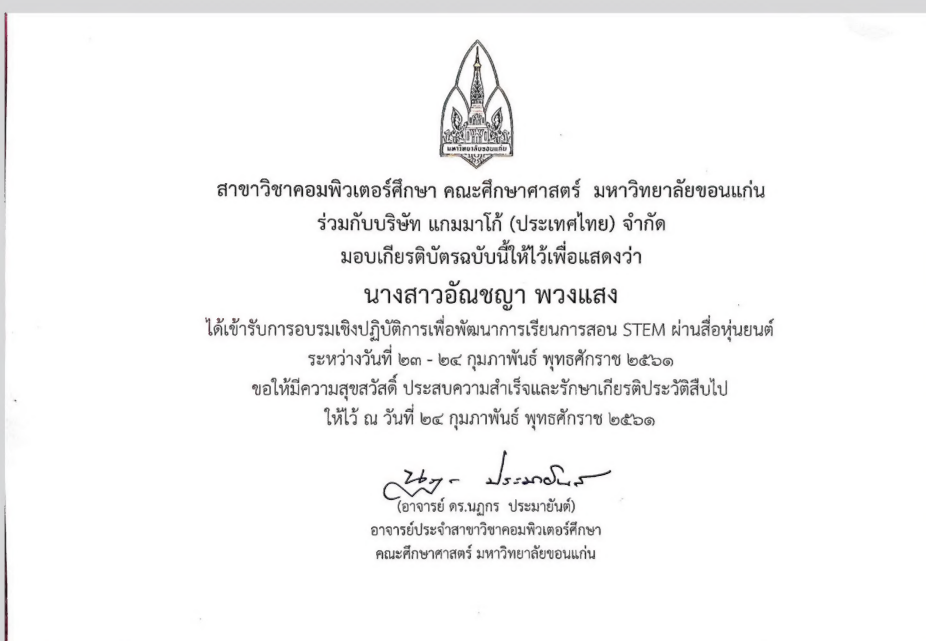 มหาวิทยาลัยขอนแก่น
สาขาวิชาคอมพิวเตอร์ศึกษา คณะศึกษาศาสตร์ มหาวิทยาลัยขอนแก่น
ร่วมกับบริษัท แกมมาโก้ (ประเทศไทย) จำกัด
มอบเกียรติบัตรฉบับนี้ให้ไว้เพื่อแสดงว่า
นางสาวอัณชญา พวงแสง
ได้เข้ารับการอบรมเชิงปฏิบัติการเพื่อพัฒนาการเรียนการสอน STEM ผ่านสื่อหุ่นยนต์
ระหว่างวันที่ ๒๓ - ๒๔ กุมภาพันธ์ พุทธศักราช ๒๕๖๑
ขอให้มีความสุขสวัสดิ์ ประสบความสำเร็จและรักษาเกียรติประวัติสืบไป
ให้ไว้ ณ วันที่ ๒๔ กุมภาพันธ์ พุทธศักราช ๒๕๖๑
(อาจารย์ ดร.นฏกร ประมายันต์)
อาจารย์ประจำสาขาวิชาคอมพิวเตอร์ศึกษา
คณะศึกษาศาสตร์ มหาวิทยาลัยขอนแก่น